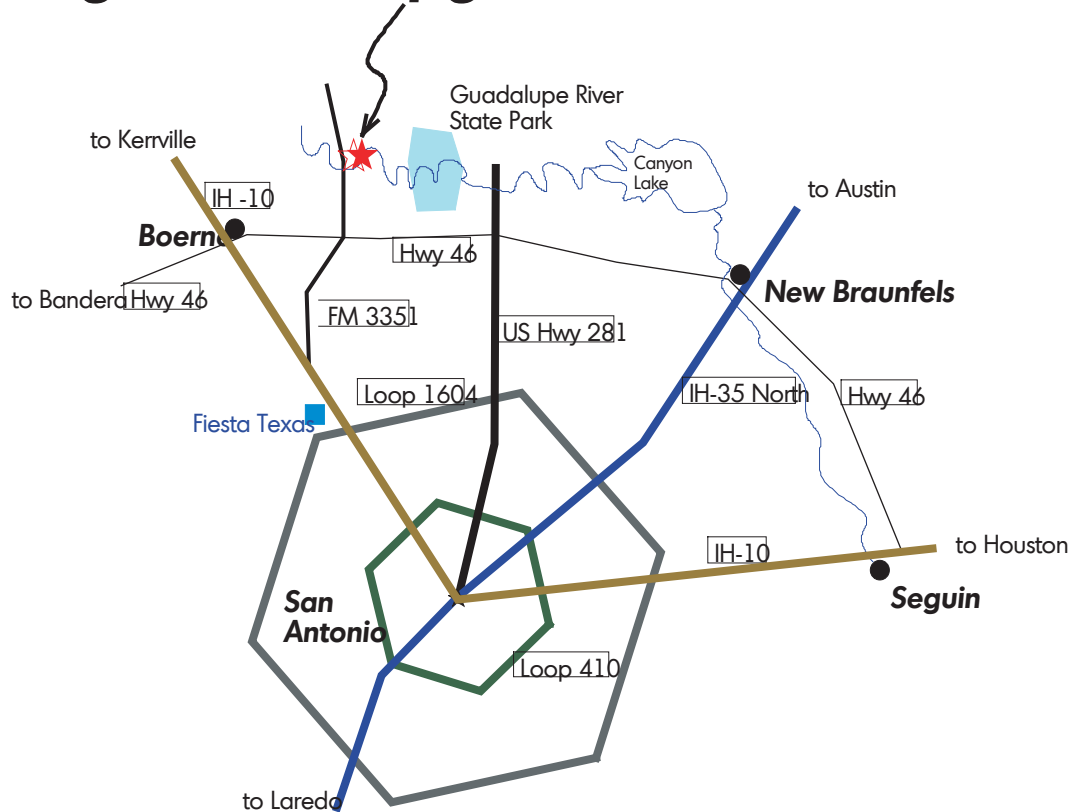 Guadalupe River
State Park
to Kerrville
Canyon
Lake
to Austin
IH -10
Boerne
Hwy 46
to Bandera
Hwy 46
New Braunfels
FM 3351
US Hwy 281
Loop 1604
IH-35 North
Hwy 46
Fiesta Texas
IH-10
to Houston
Seguin
San
Antonio
Loop 410
to Laredo